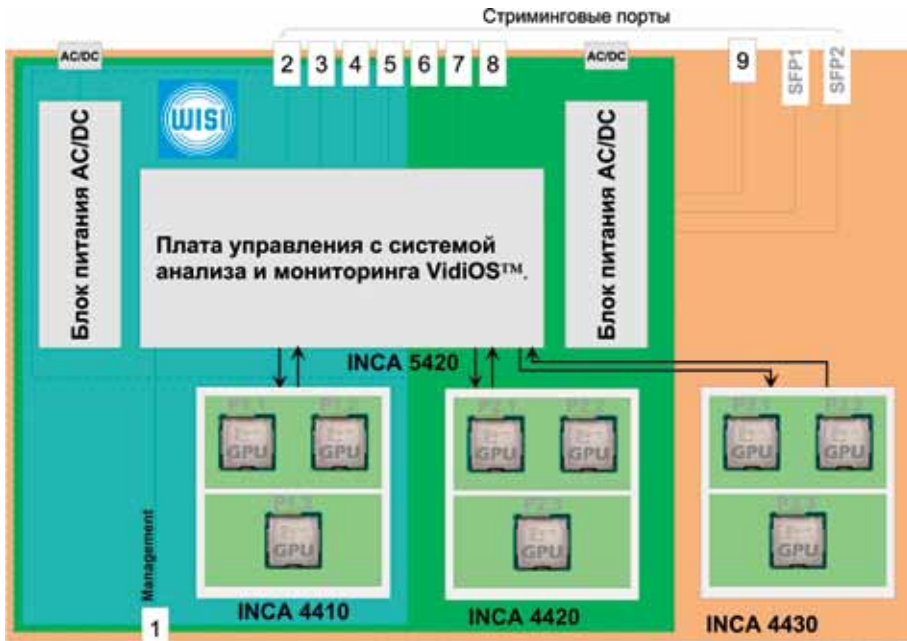 Стриминговые порты
AC/DC
2 3 4 5 6 7 8
AC/DC
9
SFP1
SFP2
WISI
Блок питания AC/DC
Плата управления с системой
анализа и мониторинга VidiOS™.
Блок питания AC/DC
INCA 5420
GPU
GPU
GPU
GPU
GPU
GPU
GPU
GPU
GPU
Management
1
INCA 4410
INCA 4420
INCA 4430